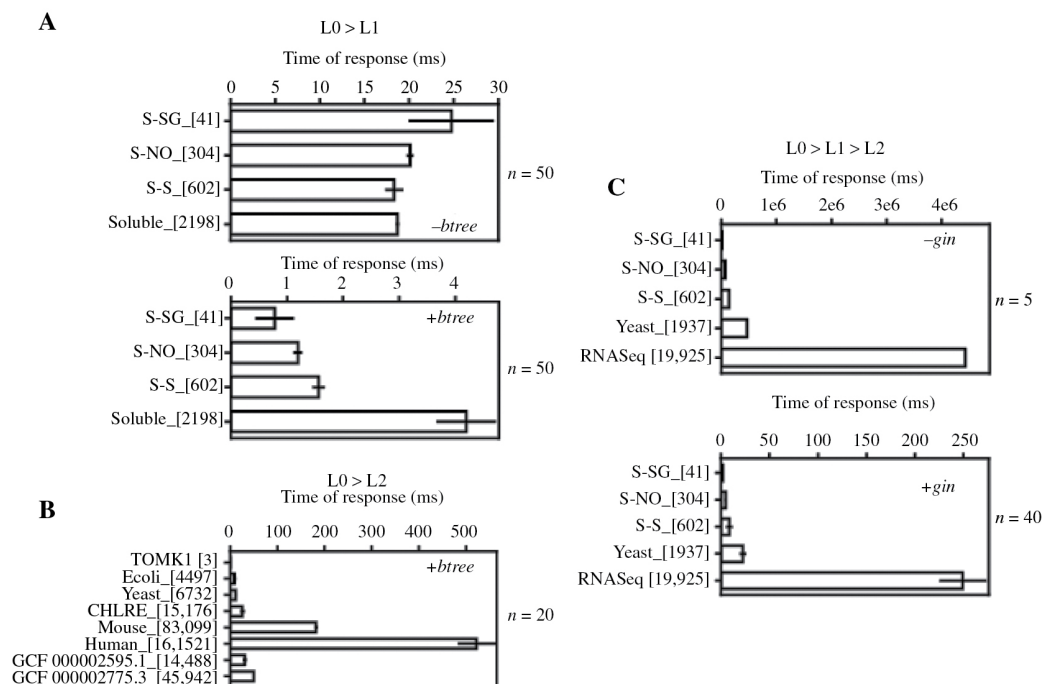 A
L0 > L1
Time of response (ms)
0 5 10 15 20 25 30
S-SG_[41]
S-NO_[304]
S-S_[602]
Soluble_[2198]
–btree
n = 50
Time of response (ms)
0 1 2 3 4
S-SG_[41]
S-NO_[304]
S-S_[602]
Soluble_[2198]
+btree
n = 50
B
L0 > L2
Time of response (ms)
0 100 200 300 400 500
TOMK1 [3]
Ecoli_[4497]
Yeast_[6732]
CHLRE_[15,176]
Mouse_[83,099]
Human_[16,1521]
GCF 000002595.1_[14,488]
GCF 000002775.3_[45,942]
+btree
n = 20
C
L0 > L1 > L2
Time of response (ms)
0 1e6 2e6 3e6 4e6
S-SG_[41]
S-NO_[304]
S-S_[602]
Yeast_[1937]
RNASeq [19,925]
–gin
n = 5
Time of response (ms)
0 50 100 150 200 250
S-SG_[41]
S-NO_[304]
S-S_[602]
Yeast_[1937]
RNASeq [19,925]
+gin
n = 40